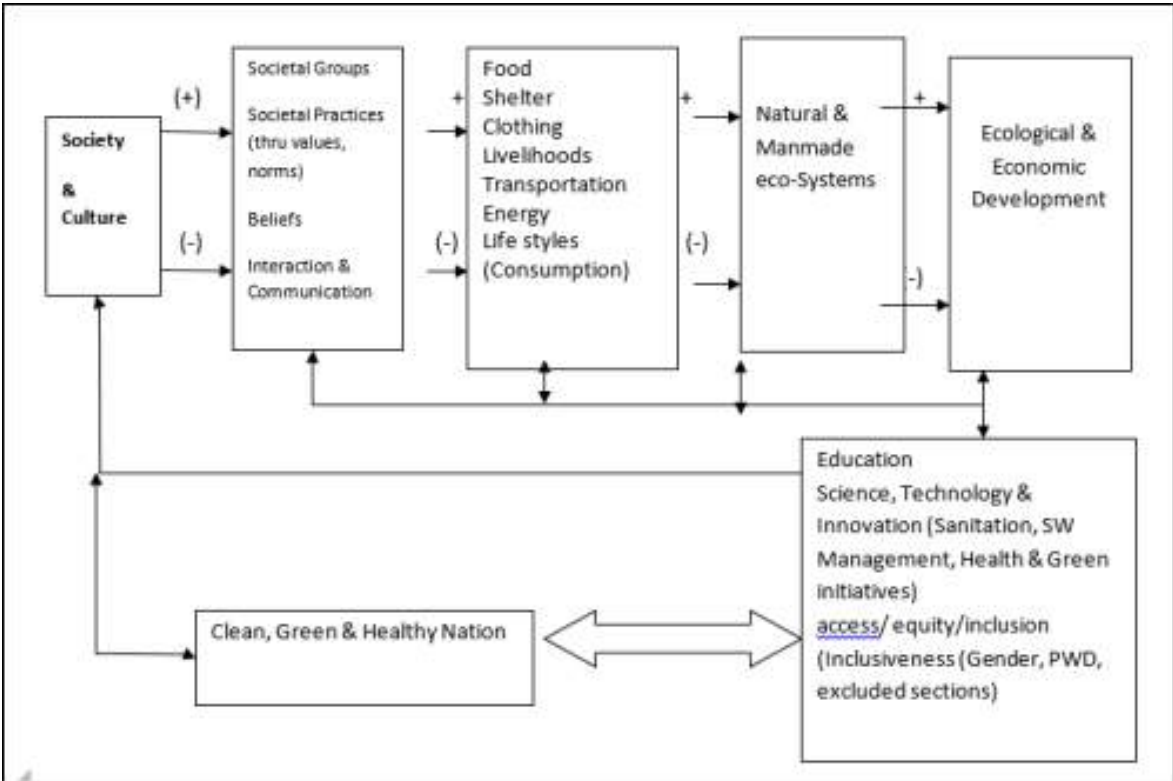 Society
&
Culture
(+)
(-)
Societal Groups
Societal Practices
(thru values,
norms)
Beliefs
Interaction &
Communication
+
(-)
Food
Shelter
Clothing
Livelihoods
Transportation
Energy
Life styles
(Consumption)
+
(-)
Natural &
Manmade
eco-Systems
+
(-)
Ecological &
Economic
Development
Education
Science, Technology &
Innovation (Sanitation, SW
Management, Health & Green
initiatives)
access/ equity/inclusion
(Inclusiveness (Gender, PWD,
excluded sections)
Clean, Green & Healthy Nation